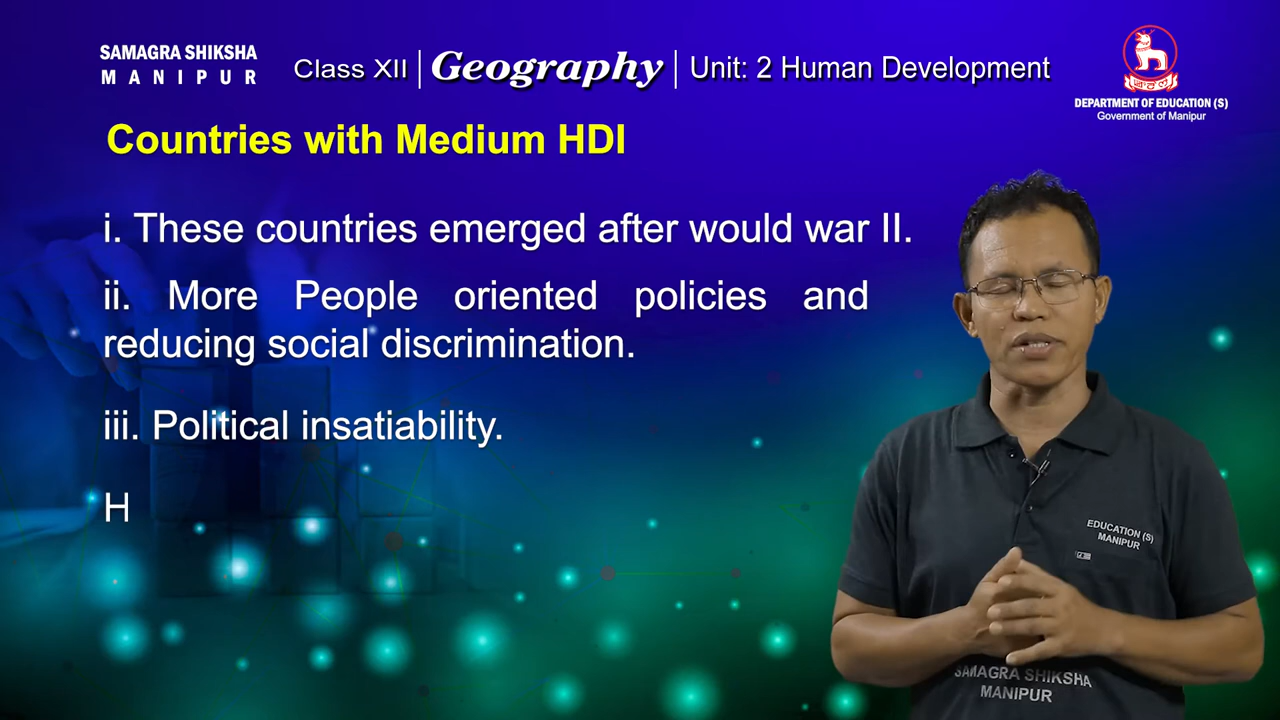 SAMAGRA SHIKSHA
MANIPUR
Class XII | Geography | Unit: 2 Human Development
DEPARTMENT OF EDUCATION (S)
Government of Manipur
Countries with Medium HDI
i. These countries emerged after would war II.
ii. More People oriented policies and
reducing social discrimination.
iii. Political insatiability.
H
EDUCATION (S)
MANIPUR
SAMAGRA SHIKSHA
MANIPUR